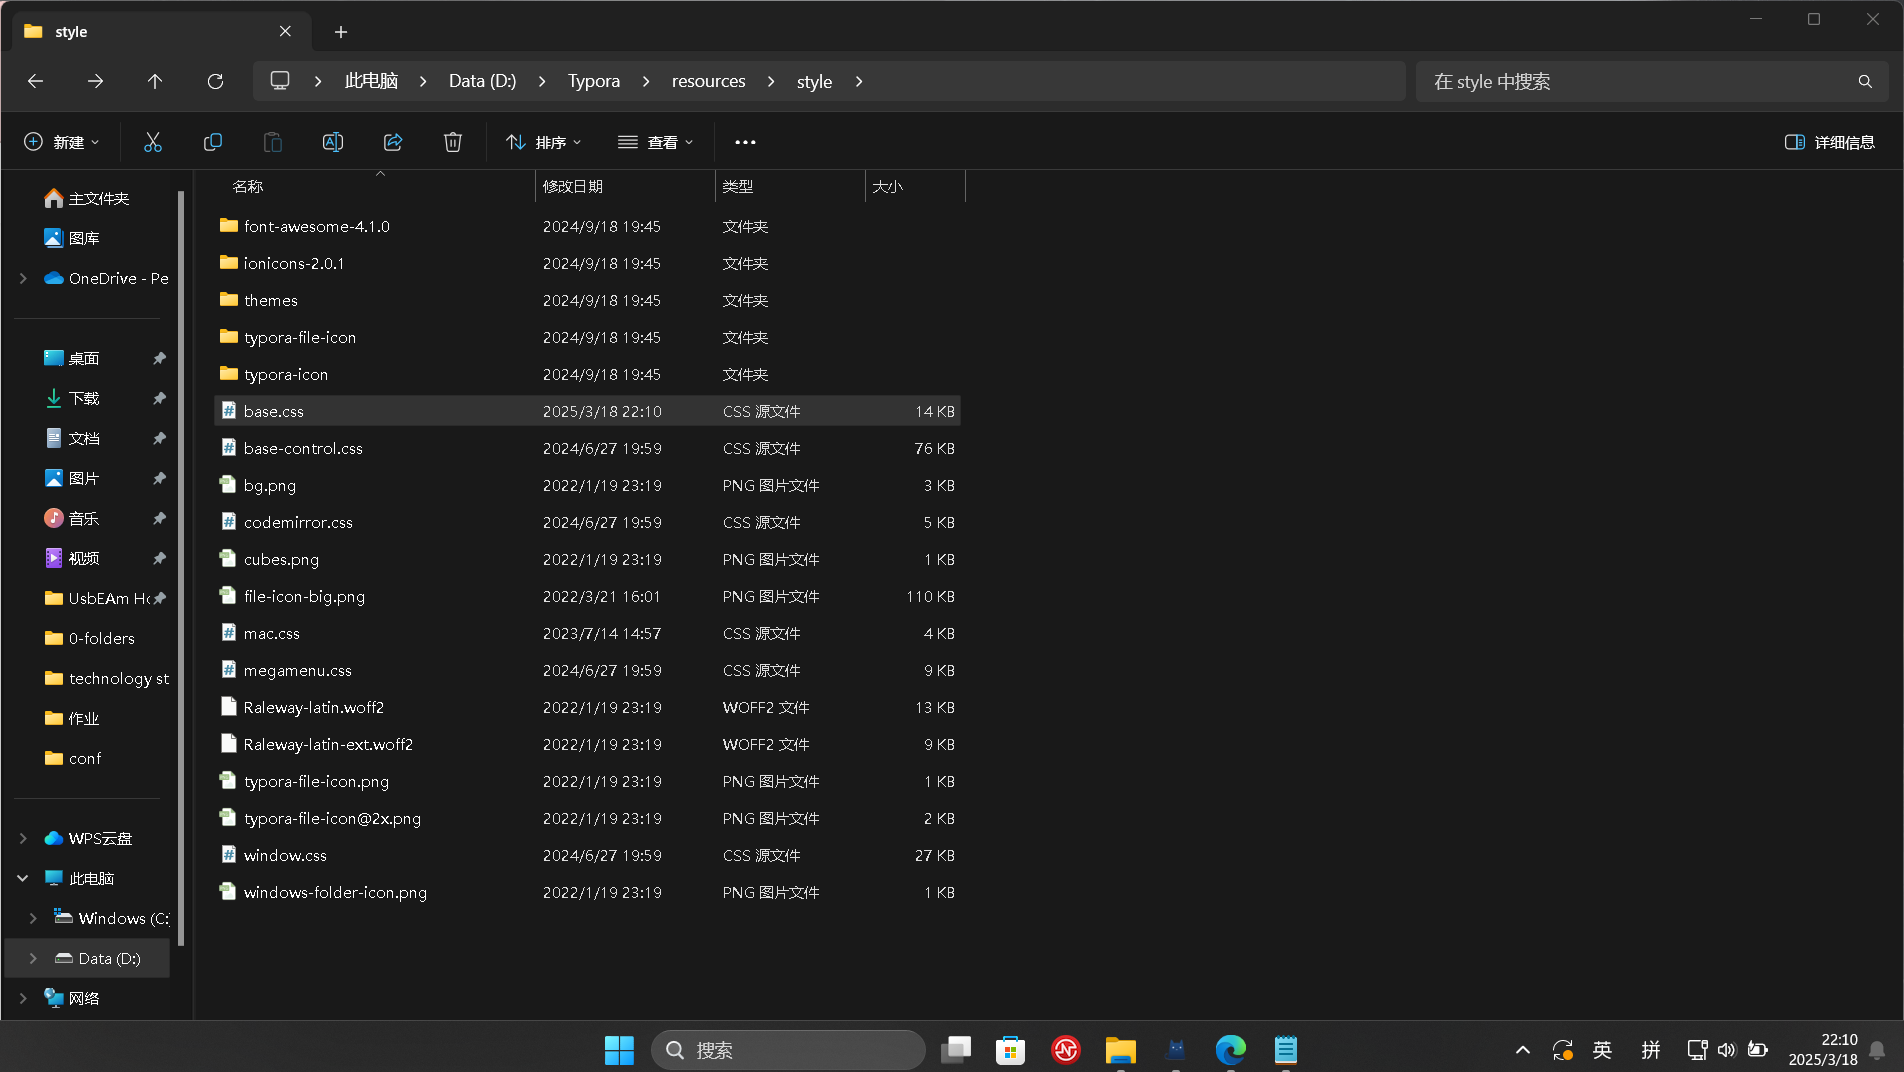 style
此电脑
Data (D:)
Typora
resources
style
在 style 中搜索
新建
排序
查看
详细信息
主文件夹
图库
OneDrive - Pe
桌面
下载
文档
图片
音乐
视频
UsbEAm Ho
0-folders
technology st
作业
conf
WPS云盘
此电脑
Windows (C:)
Data (D:)
网络
名称 修改日期 类型 大小
font-awesome-4.1.0 2024/9/18 19:45 文件夹
ionicons-2.0.1 2024/9/18 19:45 文件夹
themes 2024/9/18 19:45 文件夹
typora-file-icon 2024/9/18 19:45 文件夹
typora-icon 2024/9/18 19:45 文件夹
base.css 2025/3/18 22:10 CSS 源文件 14 KB
base-control.css 2024/6/27 19:59 CSS 源文件 76 KB
bg.png 2022/1/19 23:19 PNG 图片文件 3 KB
codemirror.css 2024/6/27 19:59 CSS 源文件 5 KB
cubes.png 2022/1/19 23:19 PNG 图片文件 1 KB
file-icon-big.png 2022/3/21 16:01 PNG 图片文件 110 KB
mac.css 2023/7/14 14:57 CSS 源文件 4 KB
megamenu.css 2024/6/27 19:59 CSS 源文件 9 KB
Raleway-latin.woff2 2022/1/19 23:19 WOFF2 文件 13 KB
Raleway-latin-ext.woff2 2022/1/19 23:19 WOFF2 文件 9 KB
typora-file-icon.png 2022/1/19 23:19 PNG 图片文件 1 KB
typora-file-icon@2x.png 2022/1/19 23:19 PNG 图片文件 2 KB
window.css 2024/6/27 19:59 CSS 源文件 27 KB
windows-folder-icon.png 2022/1/19 23:19 PNG 图片文件 1 KB
搜索
英
拼
22:10
2025/3/18